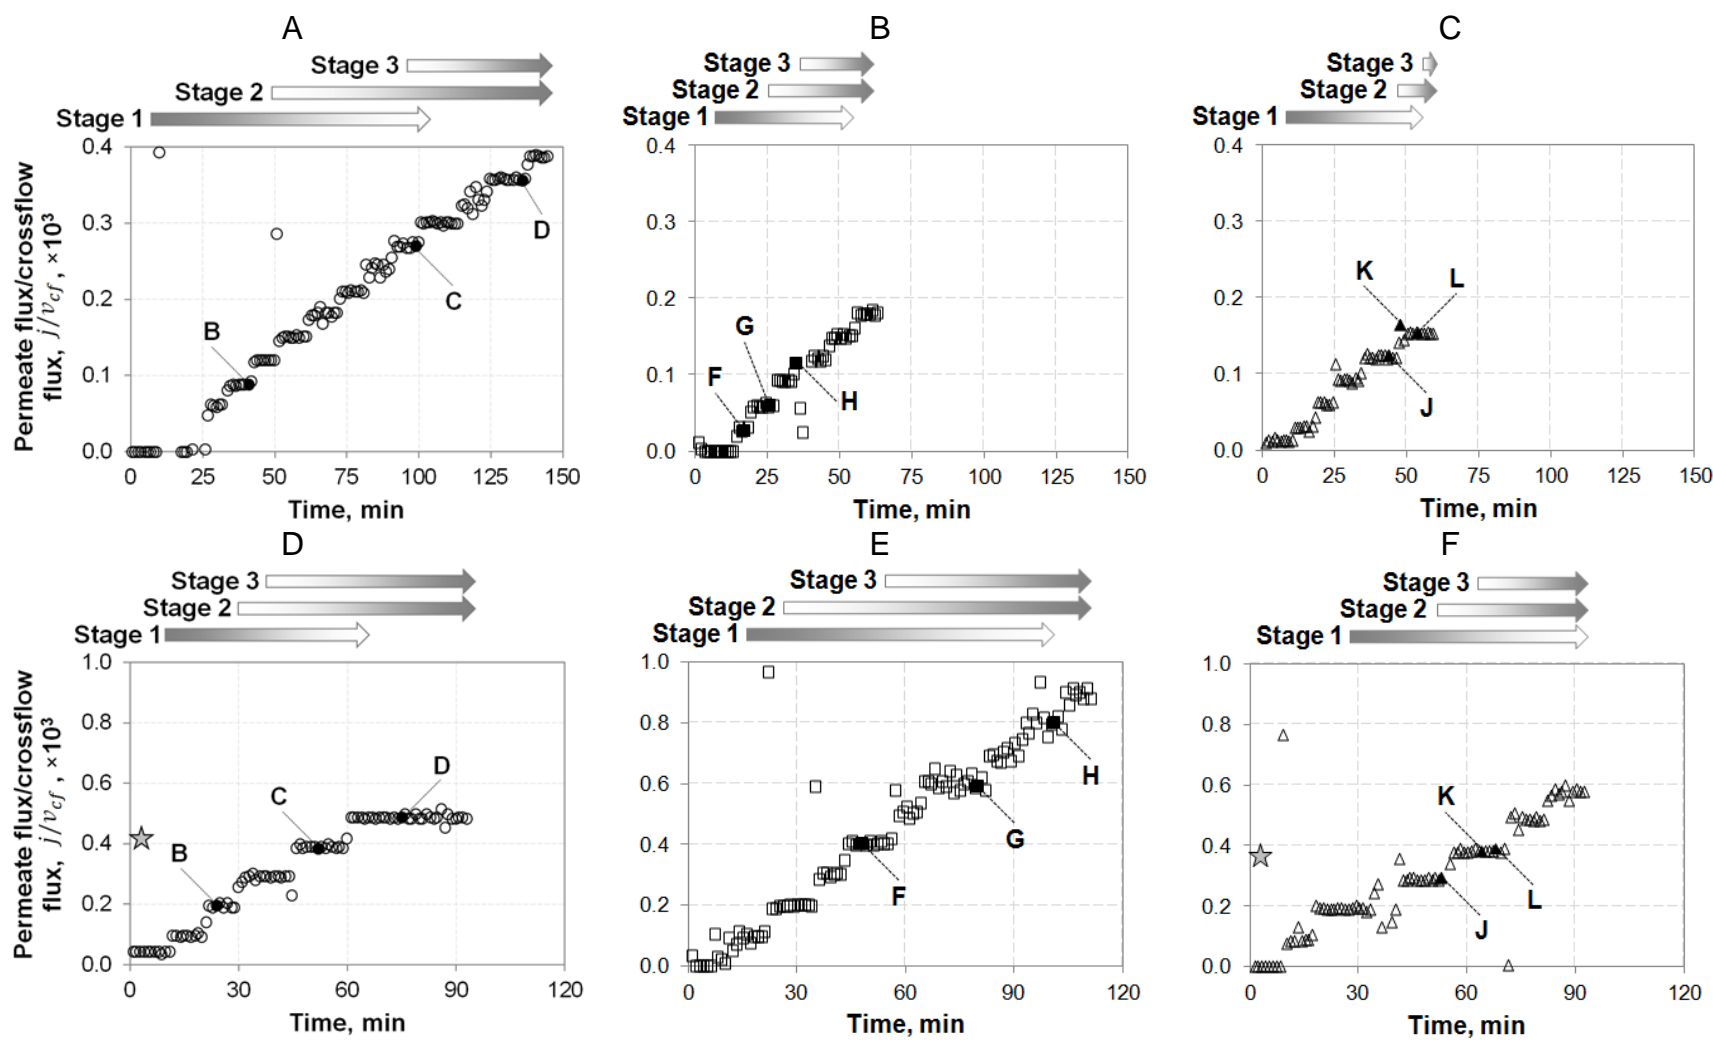 A
B
C
Stage 3
Stage 2
Stage 1
Stage 3
Stage 2
Stage 1
Stage 3
Stage 2
Stage 1
Permeate flux/crossflow
flux, j/v_cf , ×10³
0.4
0.3
0.2
0.1
0.0
B
C
D
0 25 50 75 100 125 150
Time, min
0.4
0.3
0.2
0.1
0.0
F
G
H
0 25 50 75 100 125 150
Time, min
0.4
0.3
0.2
0.1
0.0
K
L
J
0 25 50 75 100 125 150
Time, min
D
E
F
Stage 3
Stage 2
Stage 1
Stage 3
Stage 2
Stage 1
Stage 3
Stage 2
Stage 1
Permeate flux/crossflow
flux, j/v_cf , ×10³
1.0
0.8
0.6
0.4
0.2
0.0
B
C
D
0 30 60 90 120
Time, min
1.0
0.8
0.6
0.4
0.2
0.0
F
G
H
0 30 60 90 120
Time, min
1.0
0.8
0.6
0.4
0.2
0.0
K
L
J
0 30 60 90 120
Time, min